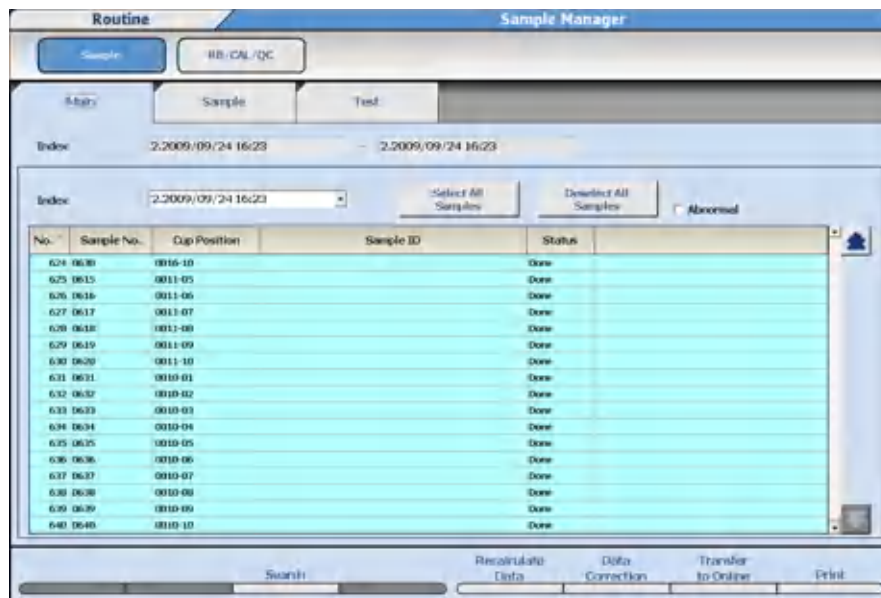 Routine
Sample Manager
Sample
RB/CAL/QC
Main
Sample
Test
Index
2.2009/09/24 16:23 - 2.2009/09/24 16:23
Index
2.2009/09/24 16:23
Select All Samples
Deselect All Samples
Abnormal
No. Sample No. Cup Position Sample ID Status
624 0630 0016-10 Done
625 0615 0011-05 Done
626 0616 0011-06 Done
627 0617 0011-07 Done
628 0618 0011-08 Done
629 0619 0011-09 Done
630 0620 0011-10 Done
631 0631 0010-01 Done
632 0632 0010-02 Done
633 0633 0010-03 Done
634 0634 0010-04 Done
635 0635 0010-05 Done
636 0636 0010-06 Done
637 0637 0010-07 Done
638 0638 0010-08 Done
639 0639 0010-09 Done
640 0640 0010-10 Done
Search
Recalculate Data
Data Correction
Transfer to Online
Print